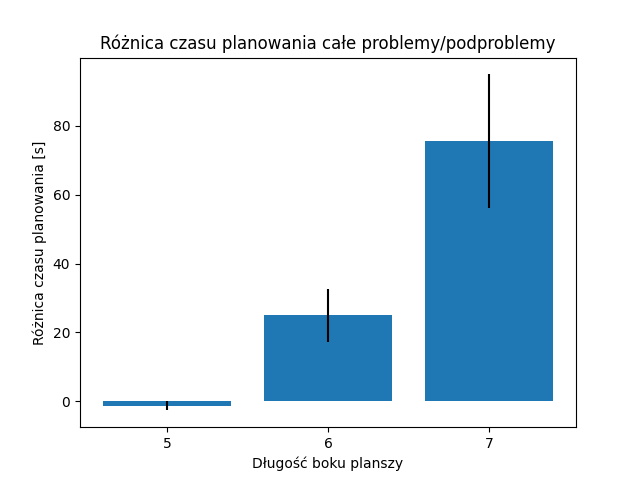 Różnica czasu planowania całe problemy/podproblemy
Różnica czasu planowania [s]
80
60
40
20
0
5 6 7
Długość boku planszy